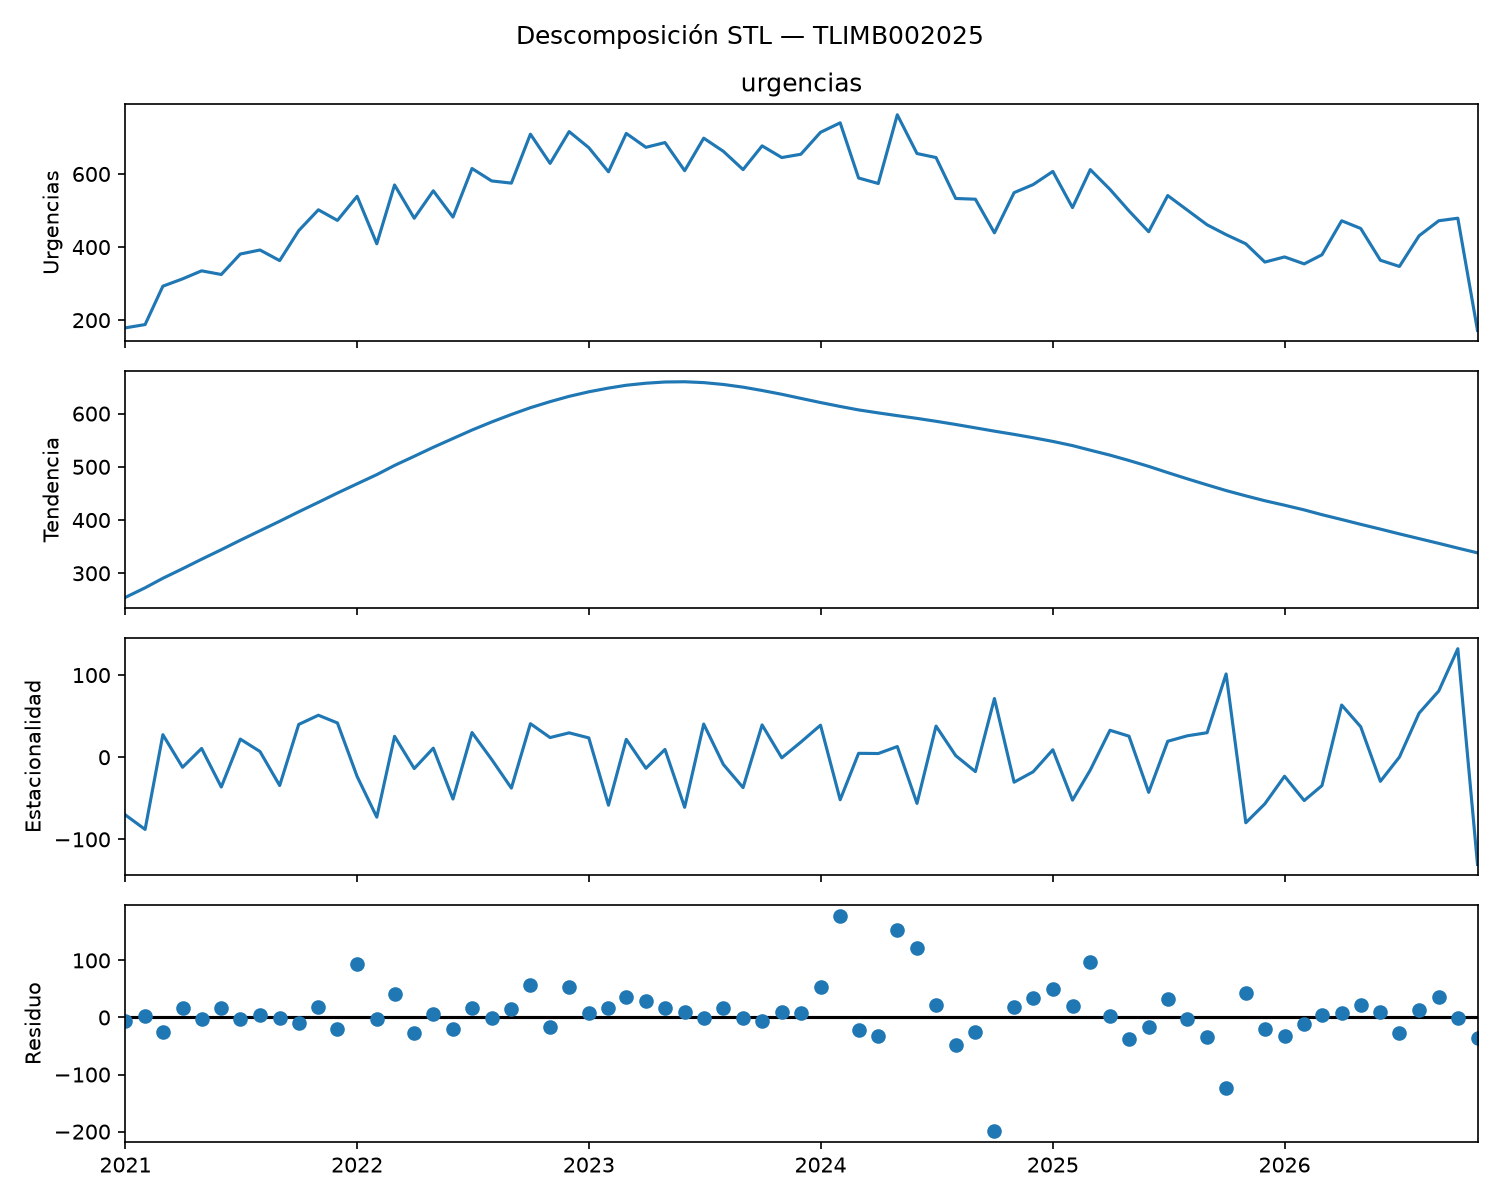 Descomposición STL — TLIMB002025
urgencias
Urgencias
600
400
200
Tendencia
600
500
400
300
Estacionalidad
100
0
−100
Residuo
100
0
−100
−200
2021 2022 2023 2024 2025 2026